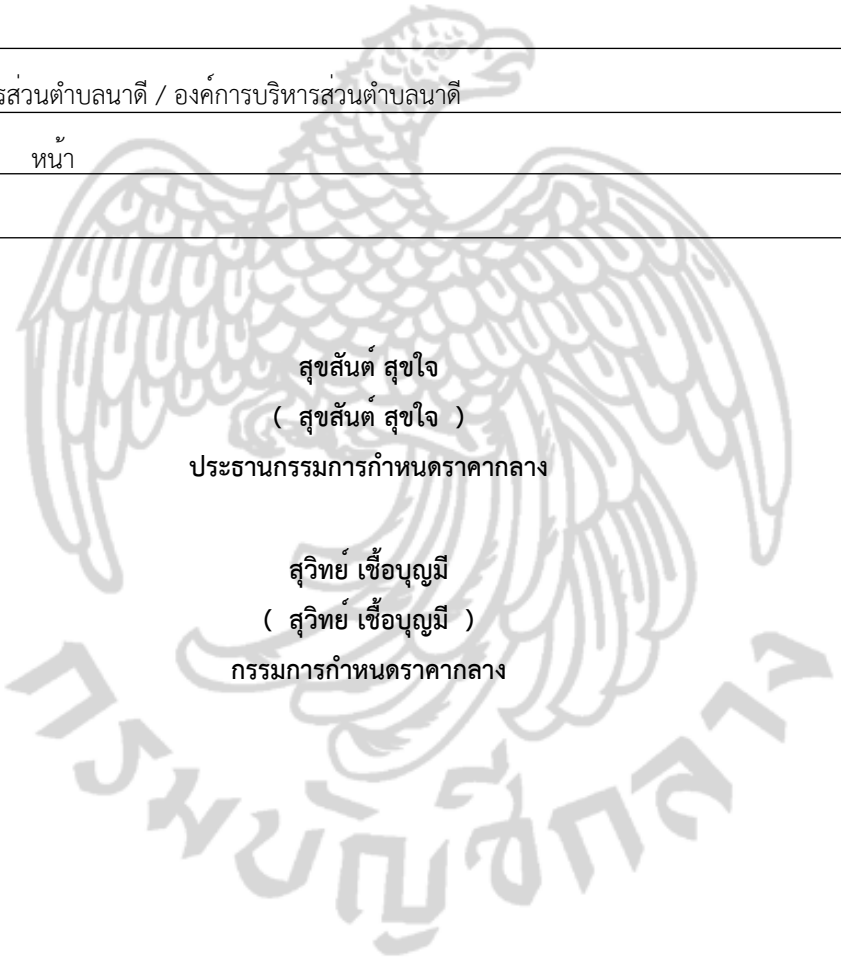 รส่วนตำบลนาดี / องค์การบริหารส่วนตำบลนาดี
หน้า
สุขสันต์ สุขใจ
( สุขสันต์ สุขใจ )
ประธานกรรมการกำหนดราคากลาง
สุวิทย์ เชื้อบุญมี
( สุวิทย์ เชื้อบุญมี )
กรรมการกำหนดราคากลาง
กรมบัญชีกลาง